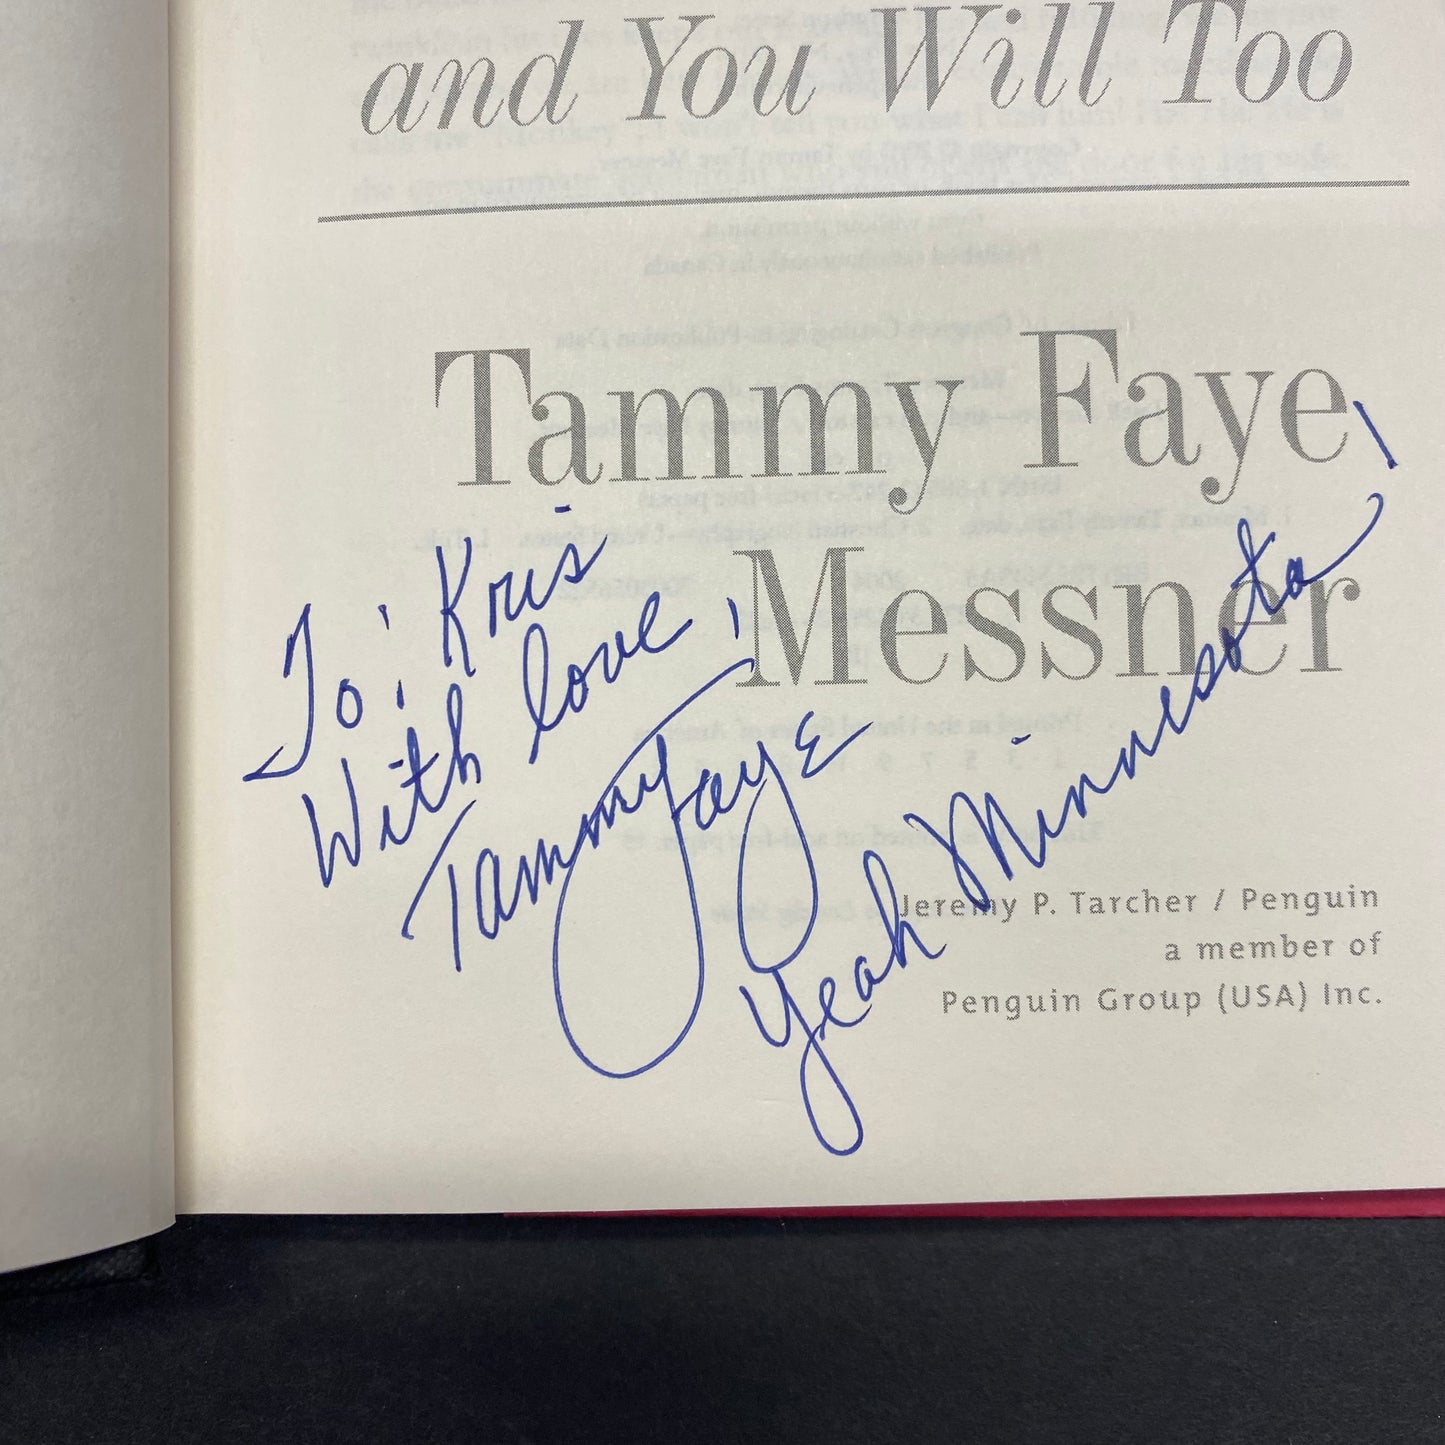 and You Will Too
Tammy Faye
Messner
To: Kris
With love,
Tammy Faye
Yeah Minnesota!
Jeremy P. Tarcher / Penguin
a member of
Penguin Group (USA) Inc.